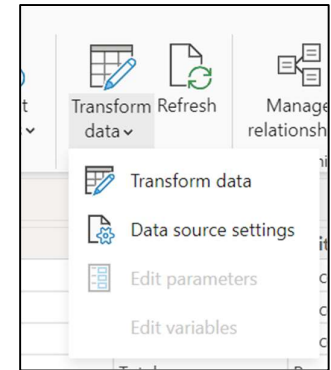 t
Transform
data
Refresh
Manage
relationsh
Transform data
Data source settings
Edit parameters
Edit variables